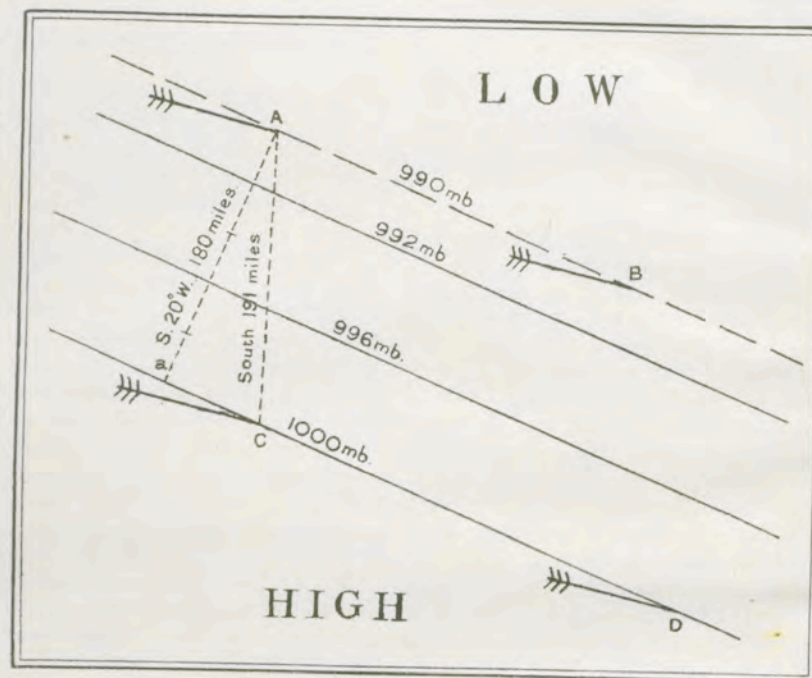 LOW
A
990mb.
S. 20° W. 180 miles.
South 191 miles
992mb
B
a
996mb.
C
1000mb.
HIGH
D